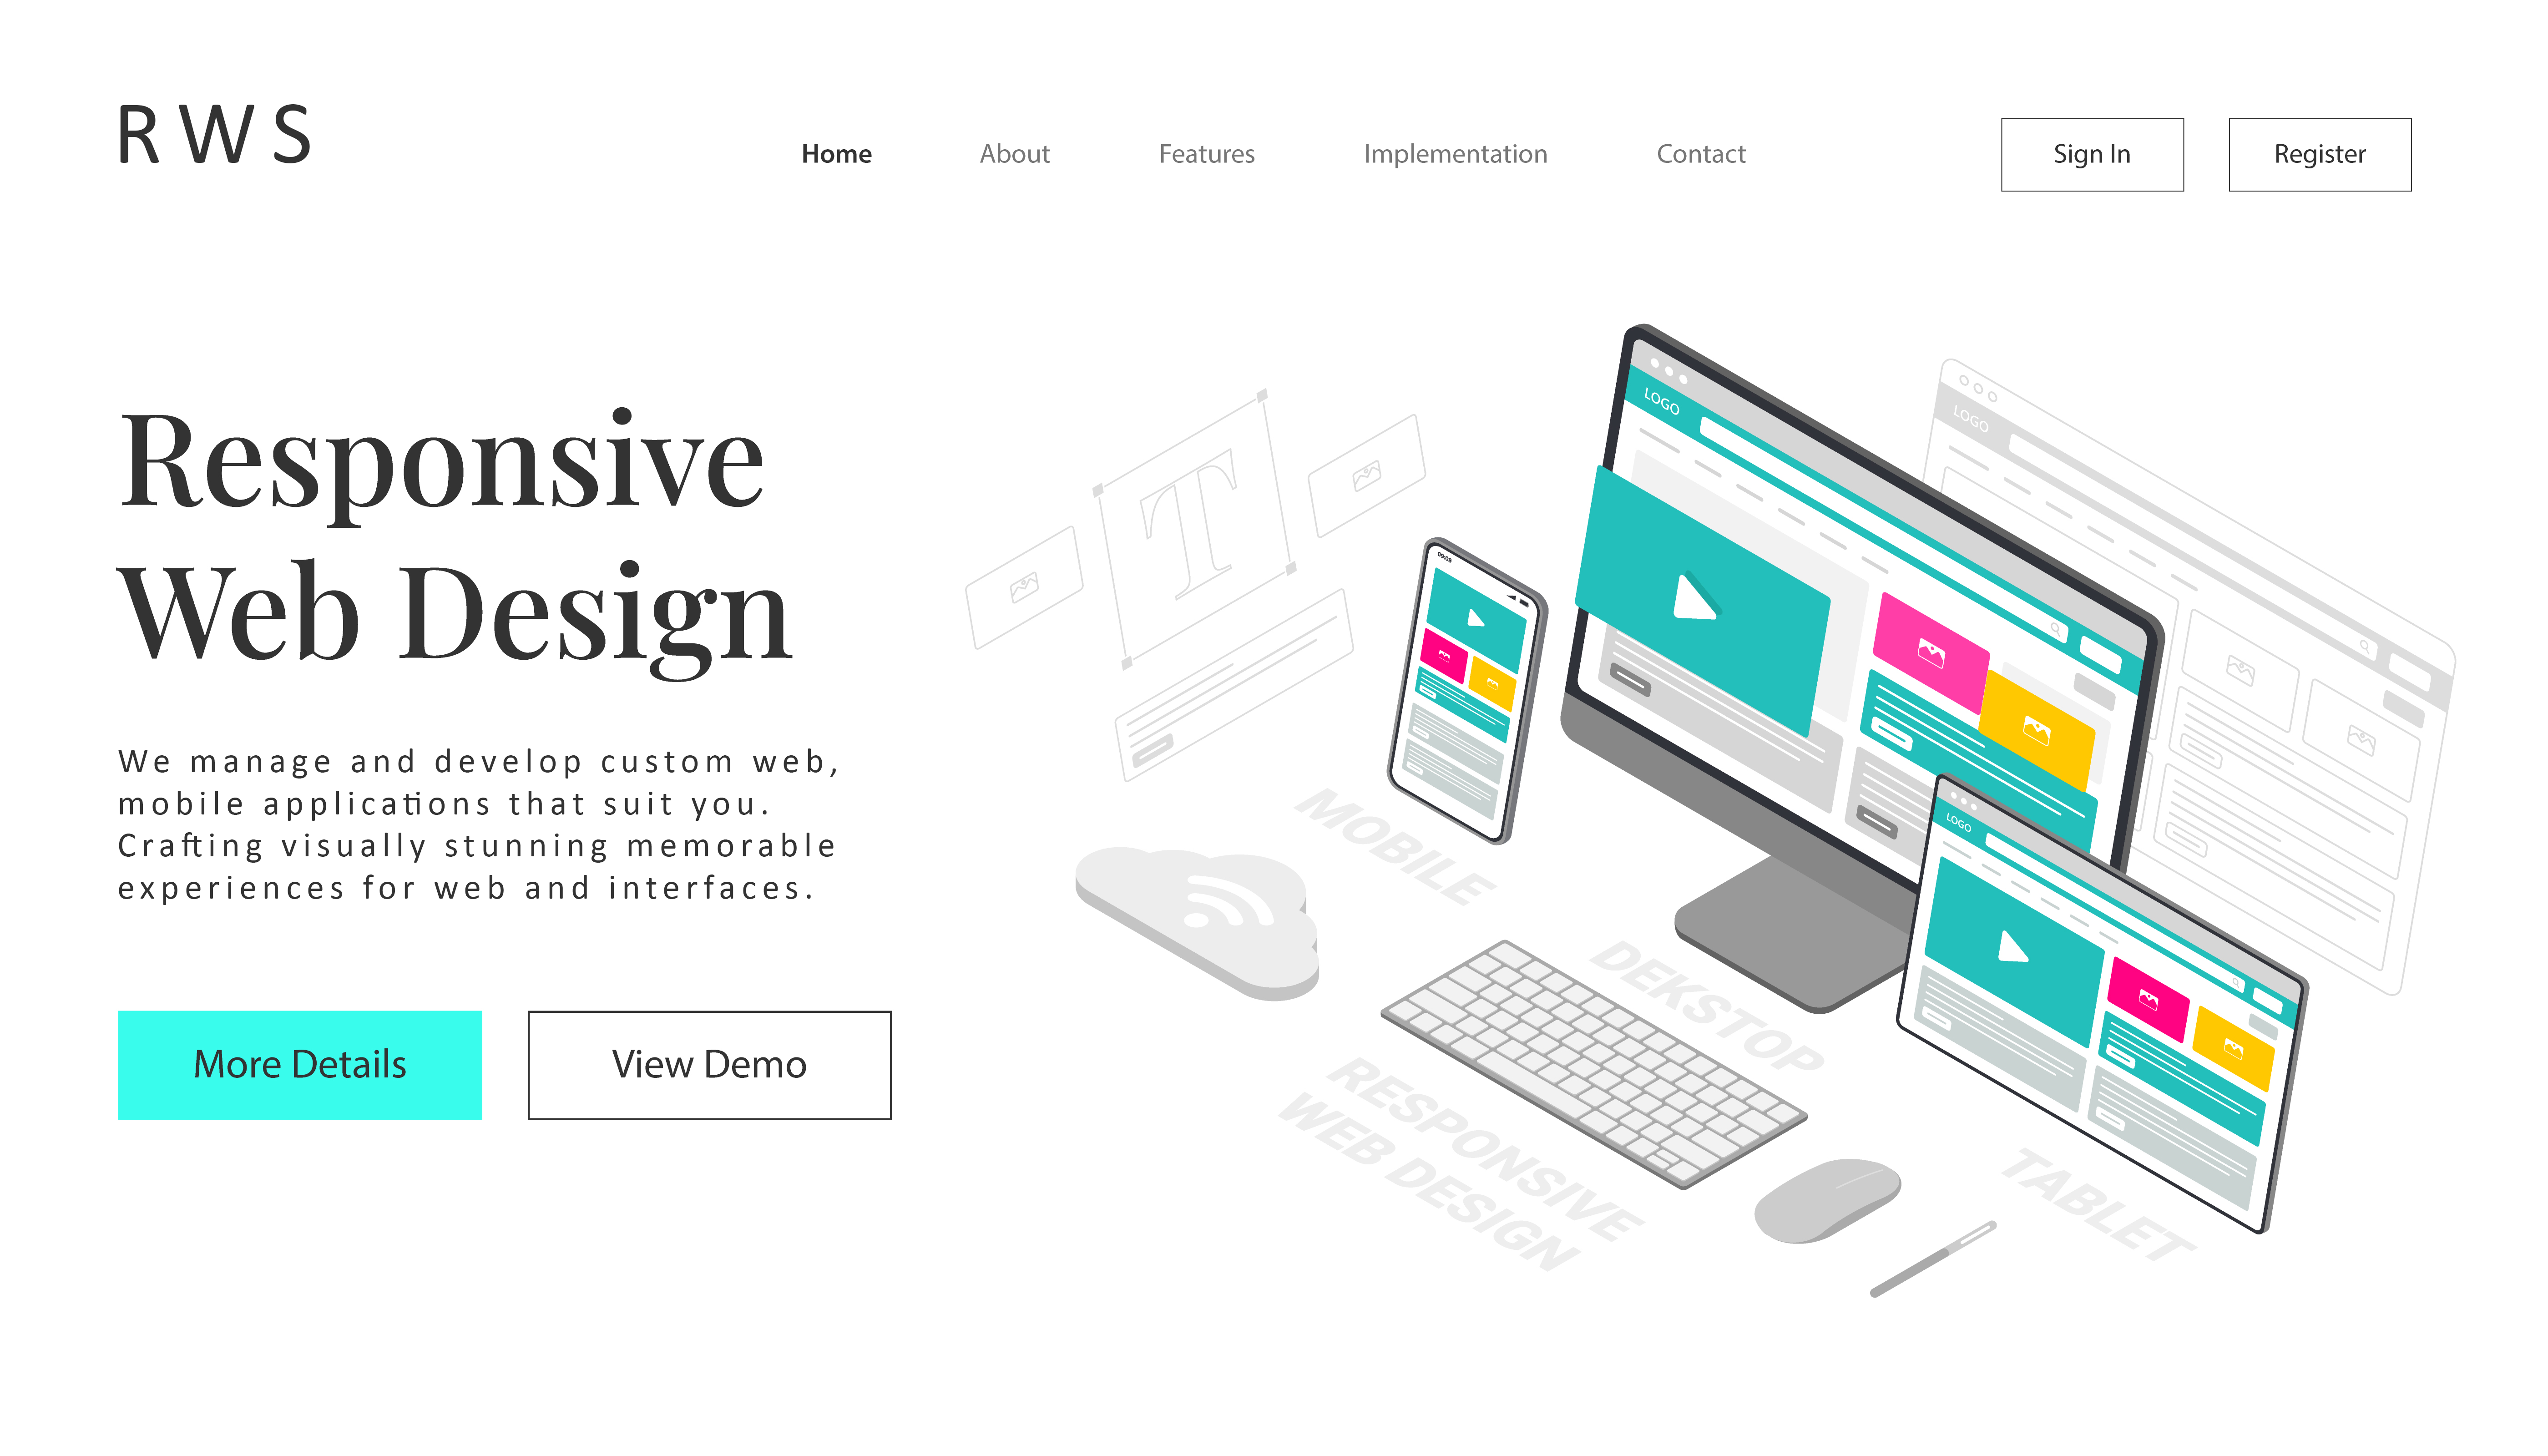 RWS
Home About Features Implementation Contact
Sign In Register
Responsive
Web Design
We manage and develop custom web,
mobile applications that suit you.
Crafting visually stunning memorable
experiences for web and interfaces.
More Details View Demo
T
LOGO
LOGO
09:09
MOBILE
LOGO
DEKSTOP
RESPONSIVE
WEB DESIGN
TABLET